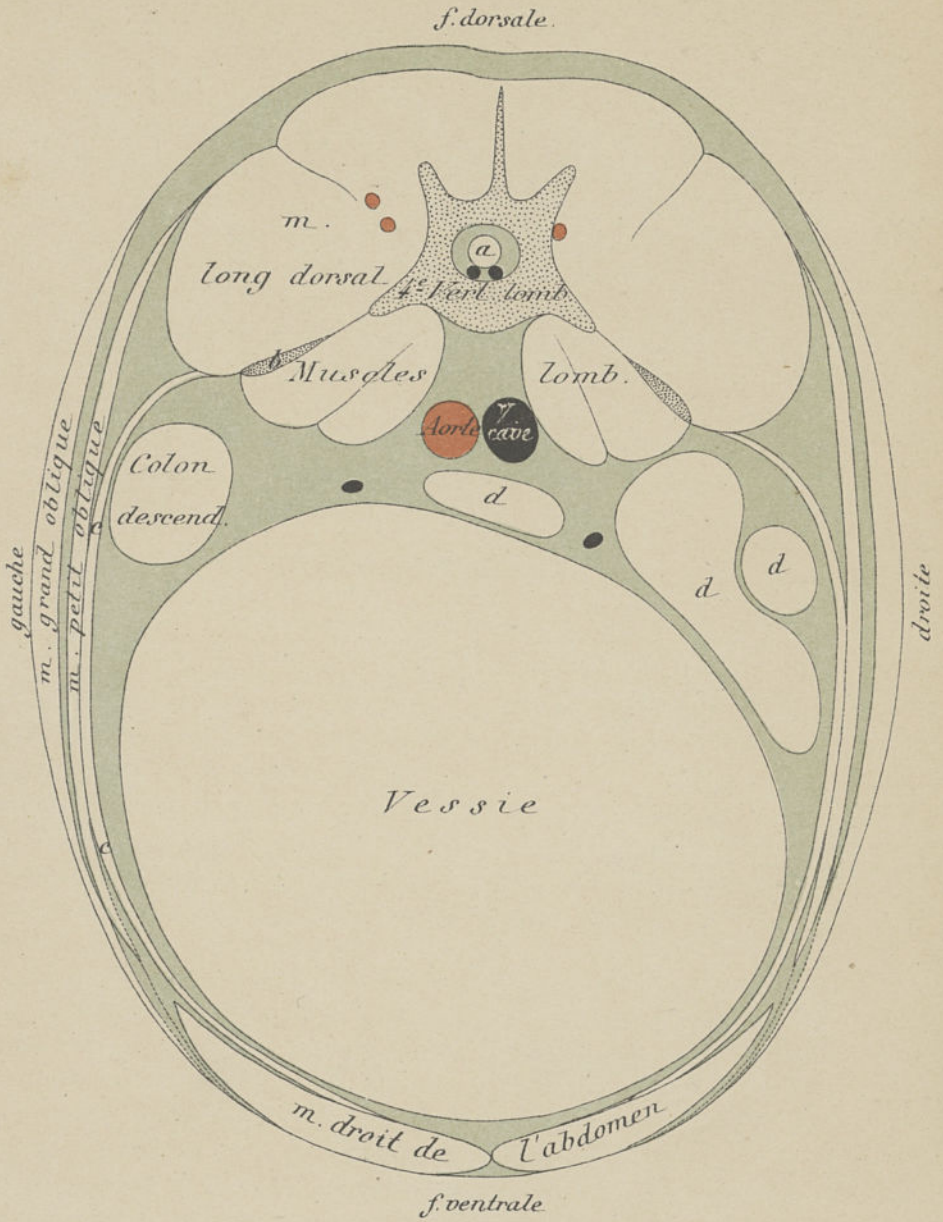 f. dorsale.
a
m.
long dorsal
4e Vert lomb.
b
Muscles
lomb.
Aorte
V
cave
Colon
descend.
d
d
d
c
c
m. grand oblique
m. petit oblique
gauche
droite
Vessie
m. droit de
l'abdomen
f. ventrale